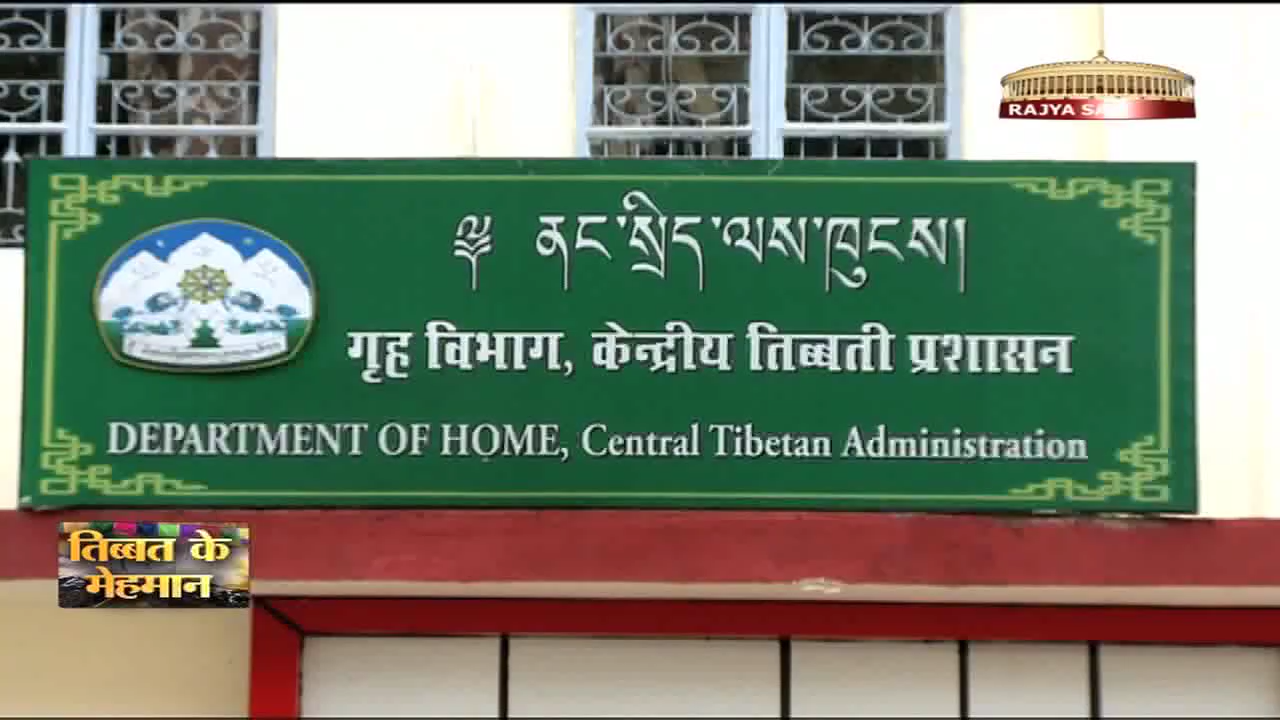 RAJYA SA
༄ ནང་སྲིད་ལས་ཁུངས།
गृह विभाग, केन्द्रीय तिब्बती प्रशासन
DEPARTMENT OF HOME, Central Tibetan Administration
तिब्बत के
मेहमान